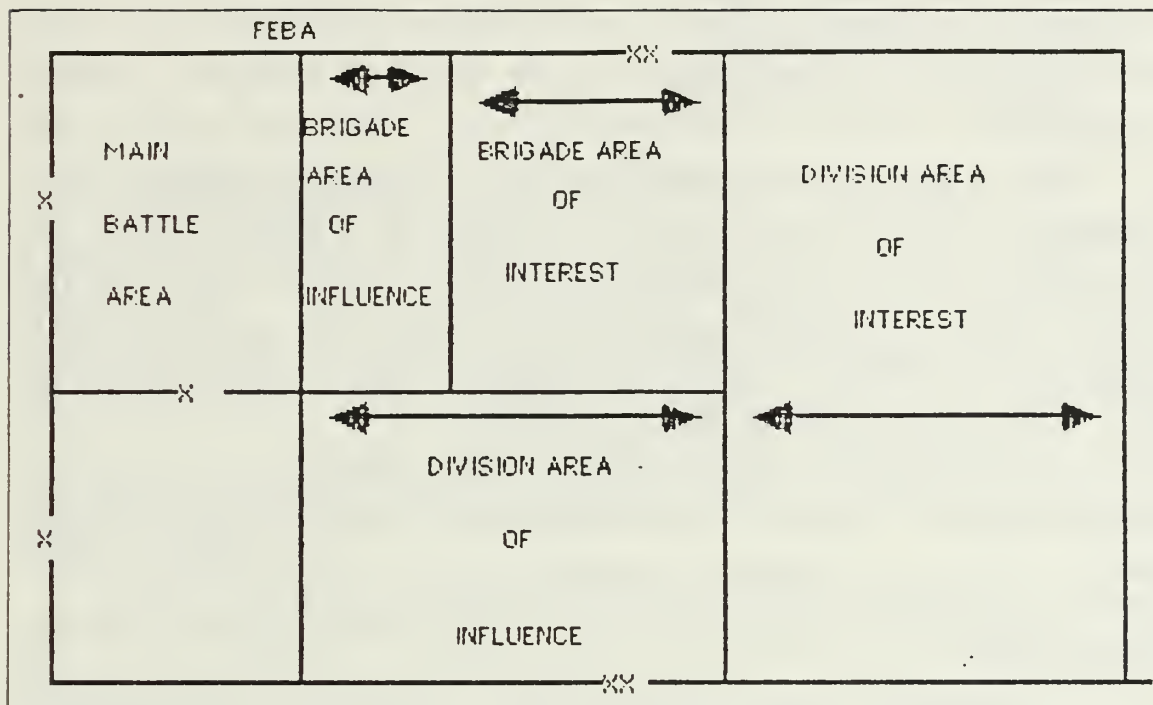 FEBA
XX
MAIN
BATTLE
AREA
BRIGADE
AREA
OF
INFLUENCE
BRIGADE AREA
OF
INTEREST
DIVISION AREA
OF
INTEREST
X
X
X
DIVISION AREA
OF
INFLUENCE
XX